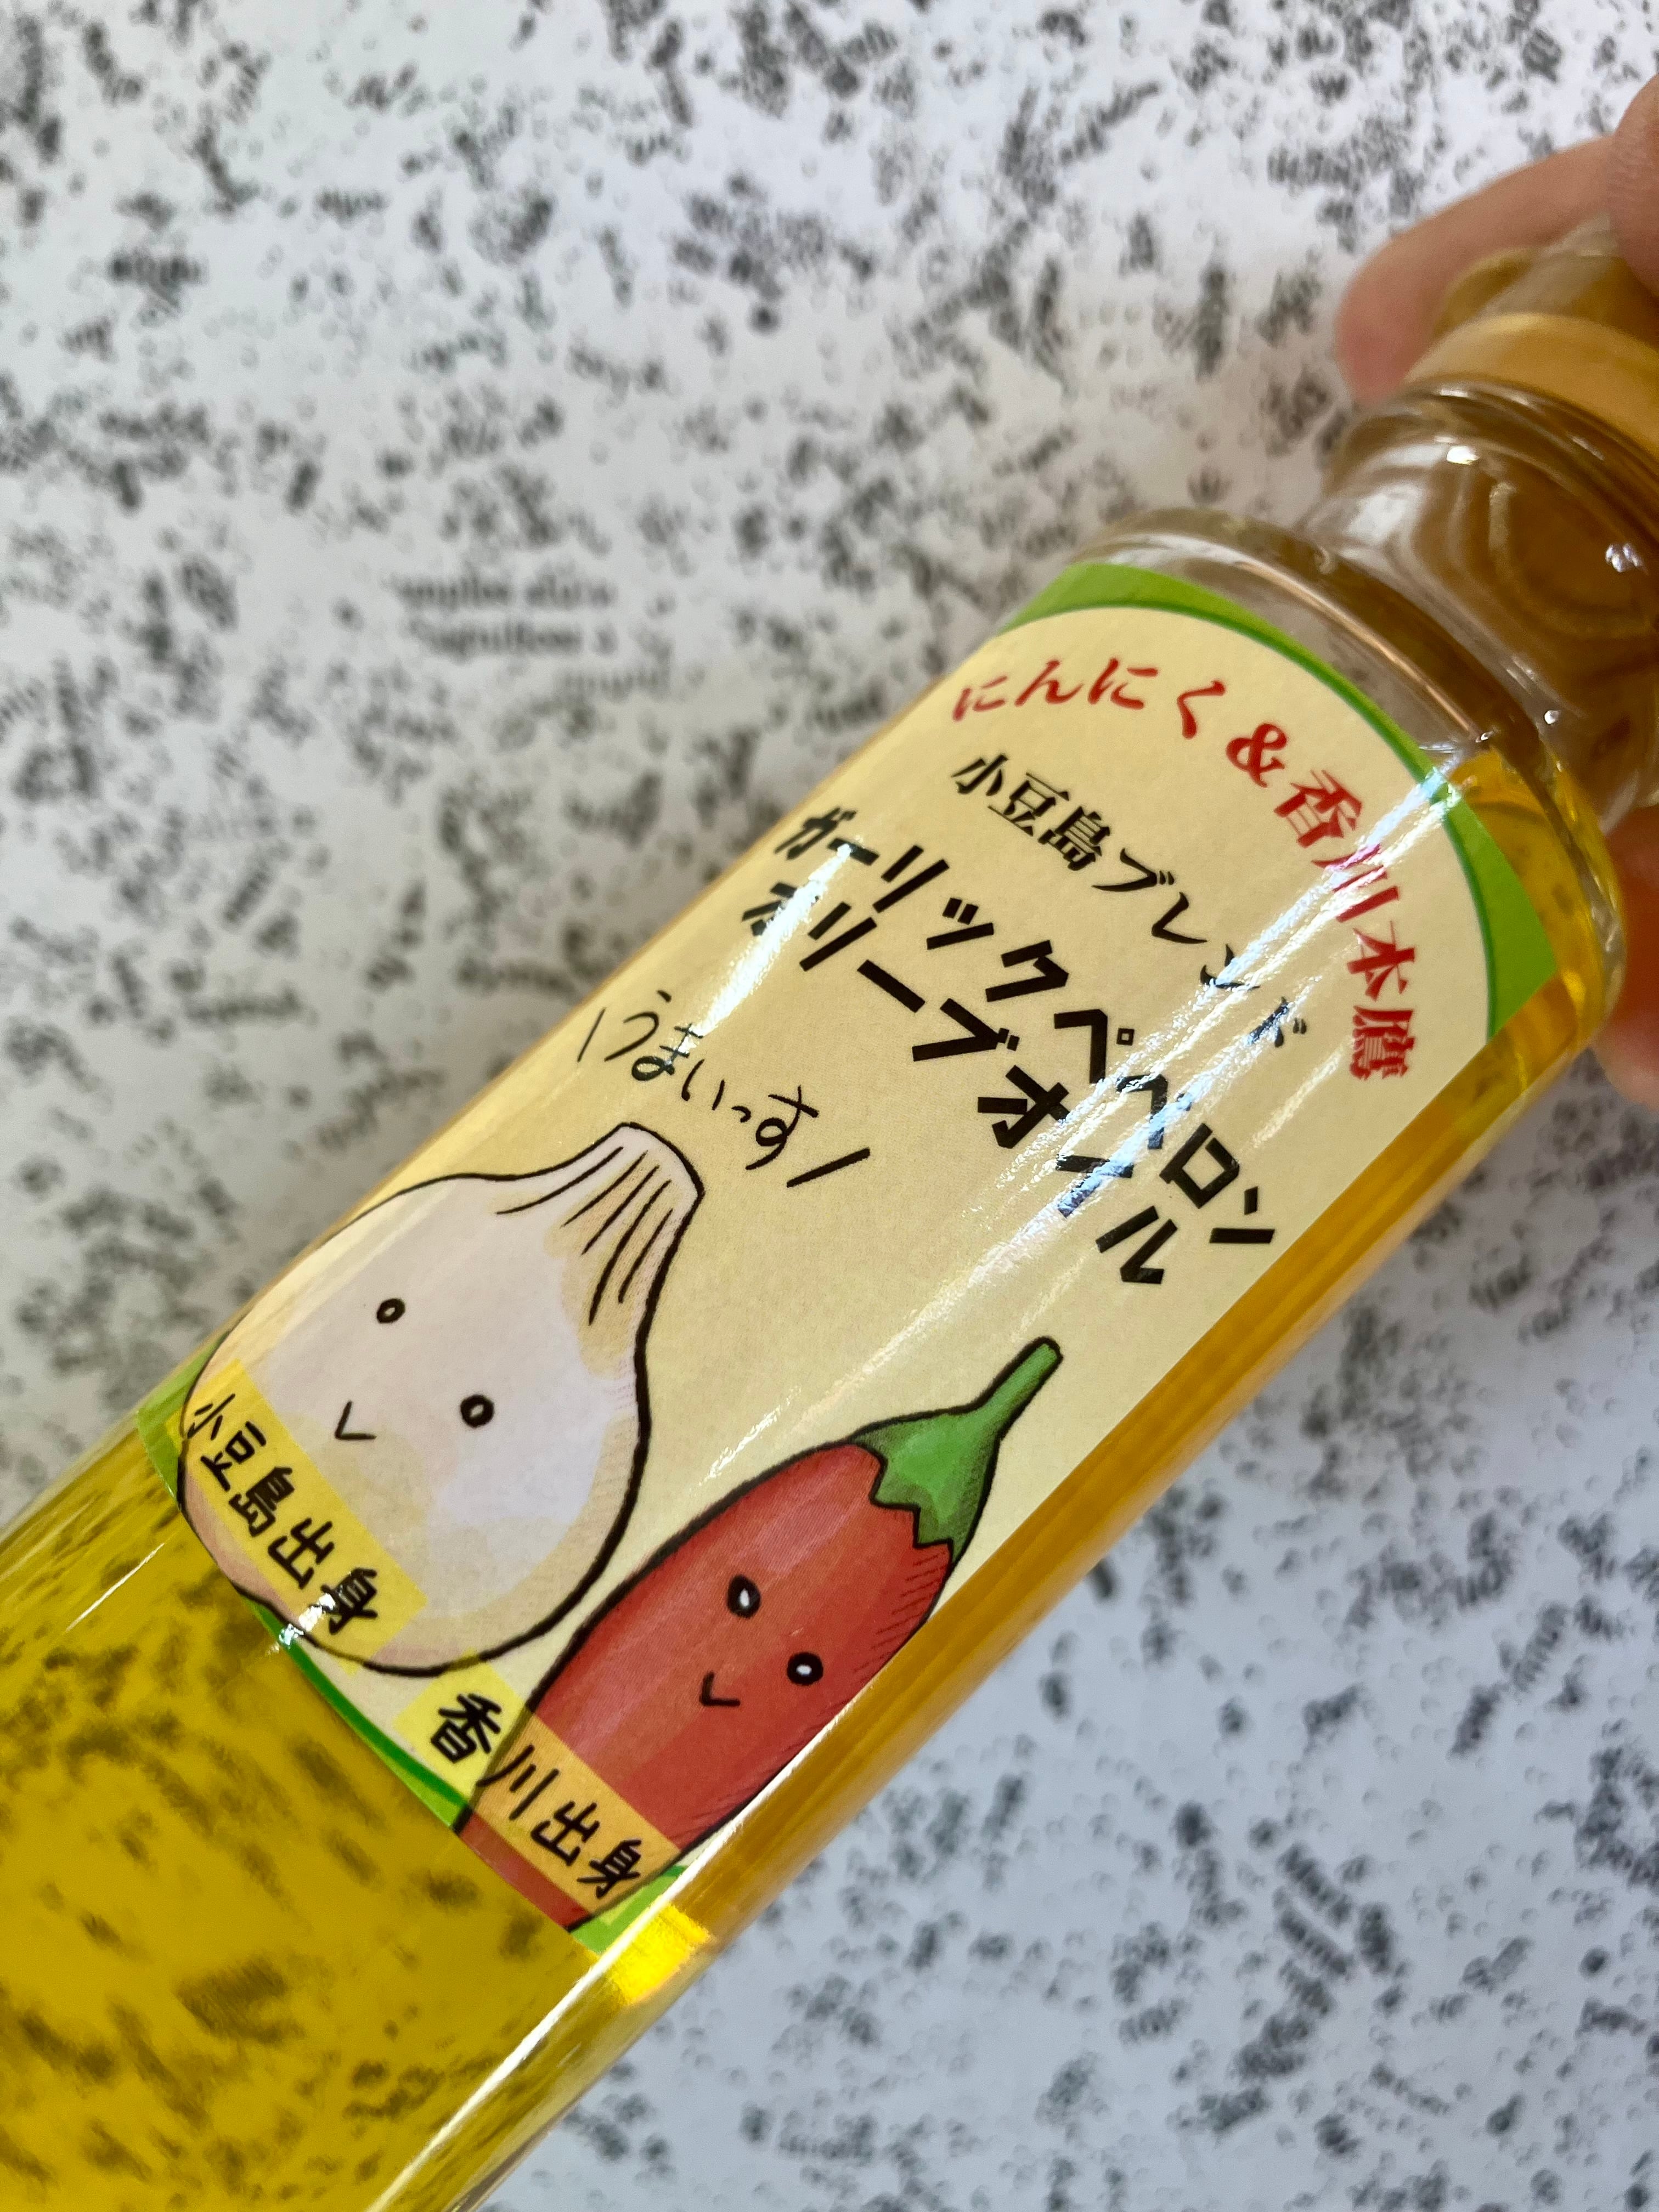 にんにく&香川本鷹
小豆島ブレンド
ガーリックペペロン
オリーブオイル
\うまいっす/
小豆島出身
香川出身